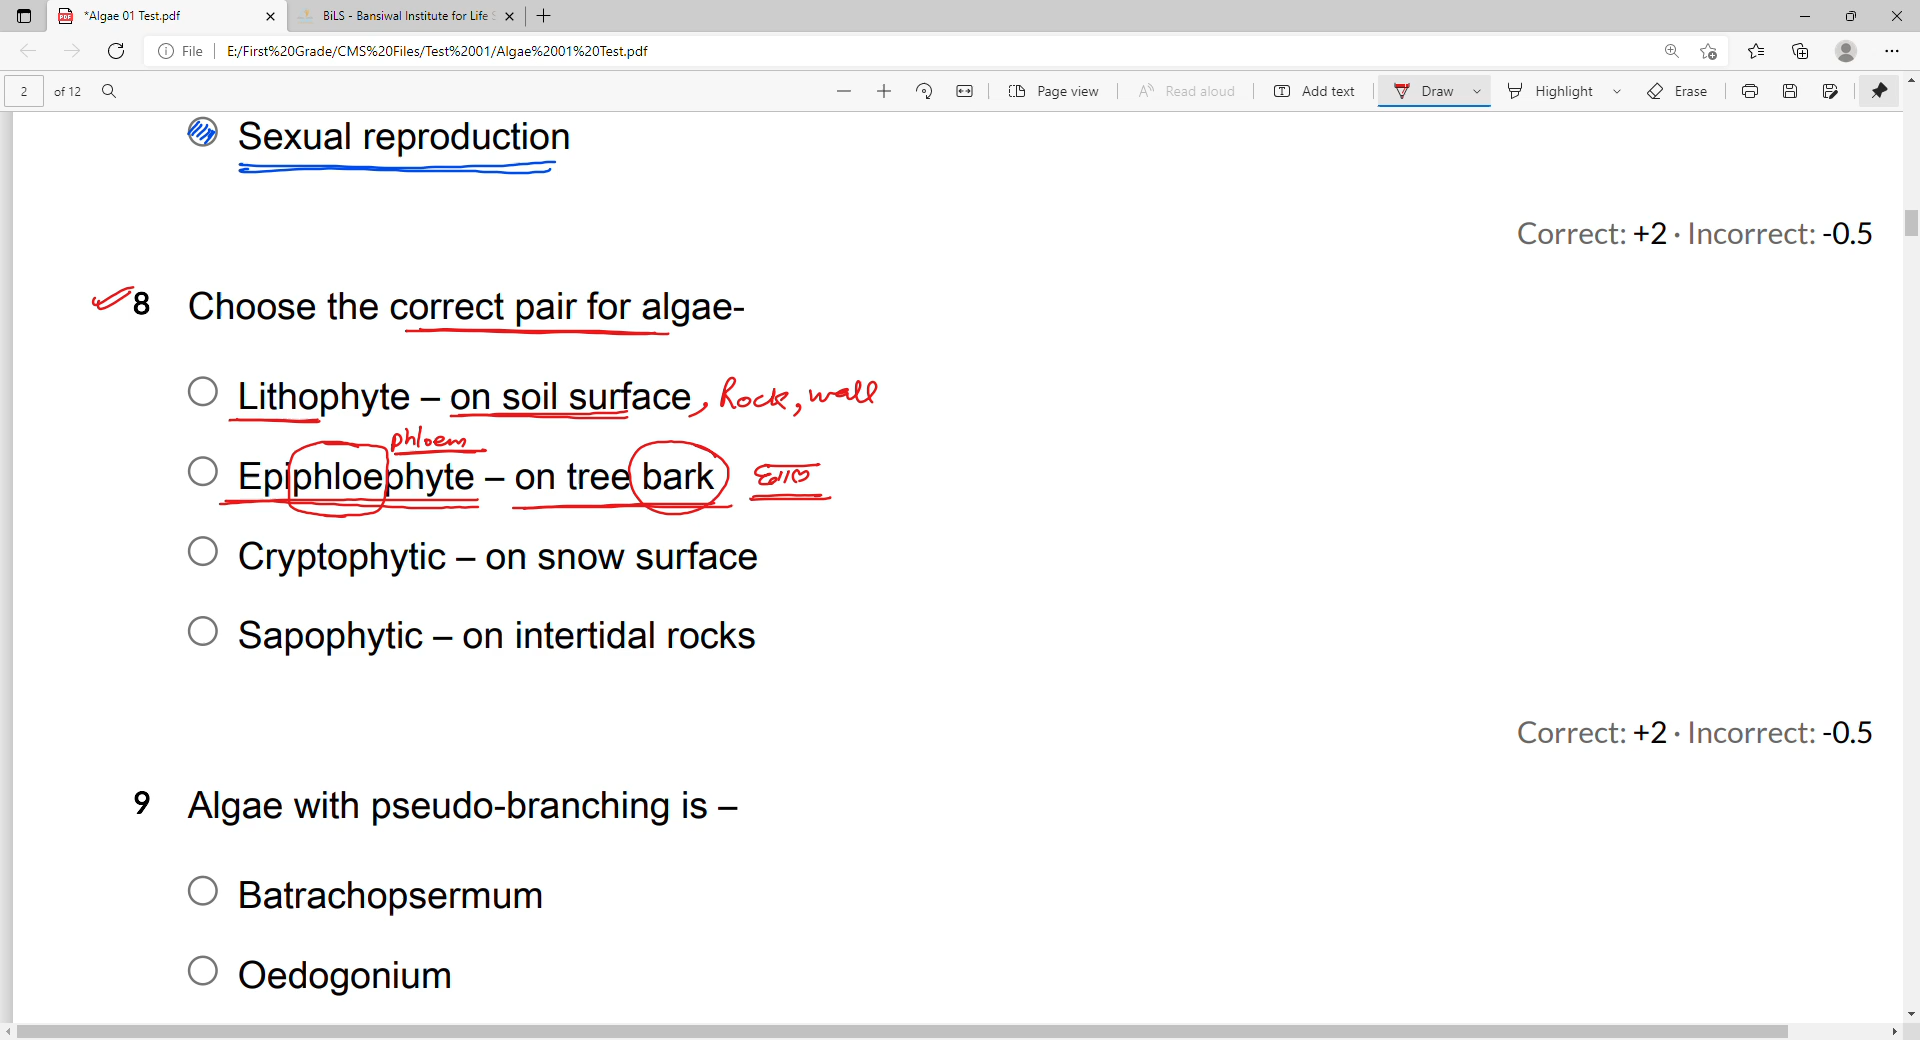 *Algae 01 Test.pdf
BiLS - Bansiwal Institute for Life S
File E:/First%20Grade/CMS%20Files/Test%2001/Algae%2001%20Test.pdf
2 of 12 Page view Read aloud Add text Draw Highlight Erase
Sexual reproduction
Correct: +2 · Incorrect: -0.5
8 Choose the correct pair for algae-
Lithophyte – on soil surface, Rock, wall
phloem
Epiphloephyte – on tree bark
Cryptophytic – on snow surface
Sapophytic – on intertidal rocks
Correct: +2 · Incorrect: -0.5
9 Algae with pseudo-branching is –
Batrachopsermum
Oedogonium